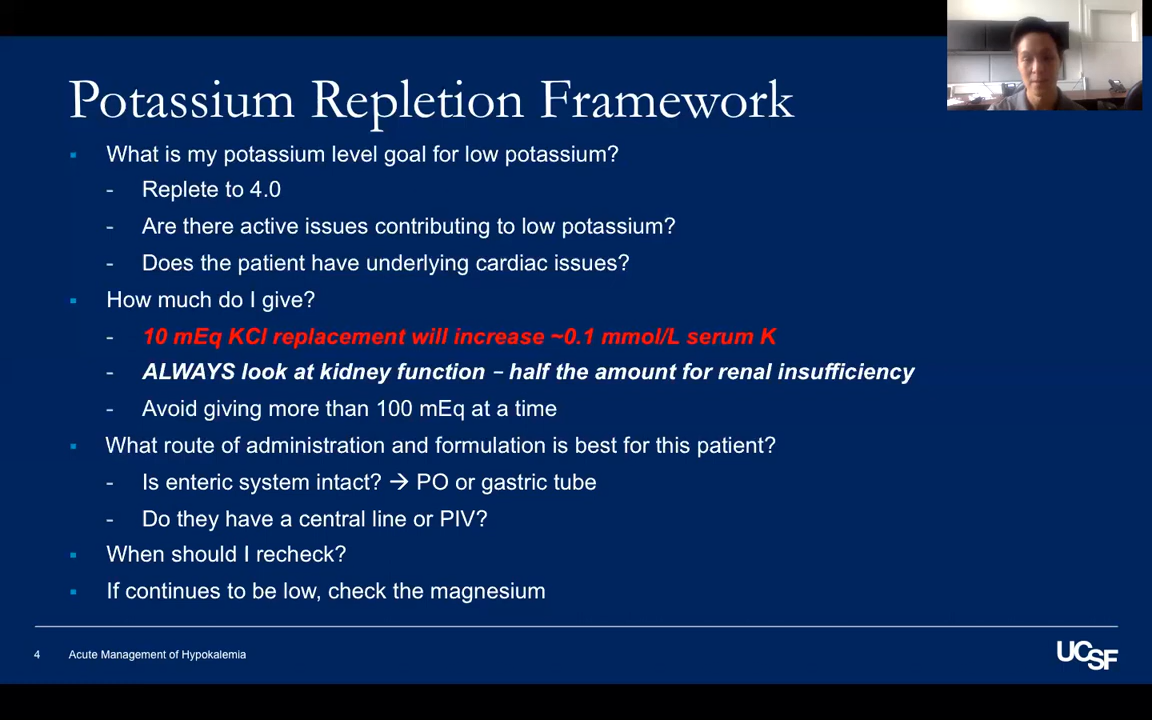 Potassium Repletion Framework
▪ What is my potassium level goal for low potassium?
- Replete to 4.0
- Are there active issues contributing to low potassium?
- Does the patient have underlying cardiac issues?
▪ How much do I give?
- 10 mEq KCl replacement will increase ~0.1 mmol/L serum K
- ALWAYS look at kidney function – half the amount for renal insufficiency
- Avoid giving more than 100 mEq at a time
▪ What route of administration and formulation is best for this patient?
- Is enteric system intact? → PO or gastric tube
- Do they have a central line or PIV?
▪ When should I recheck?
▪ If continues to be low, check the magnesium
4 Acute Management of Hypokalemia
UCSF